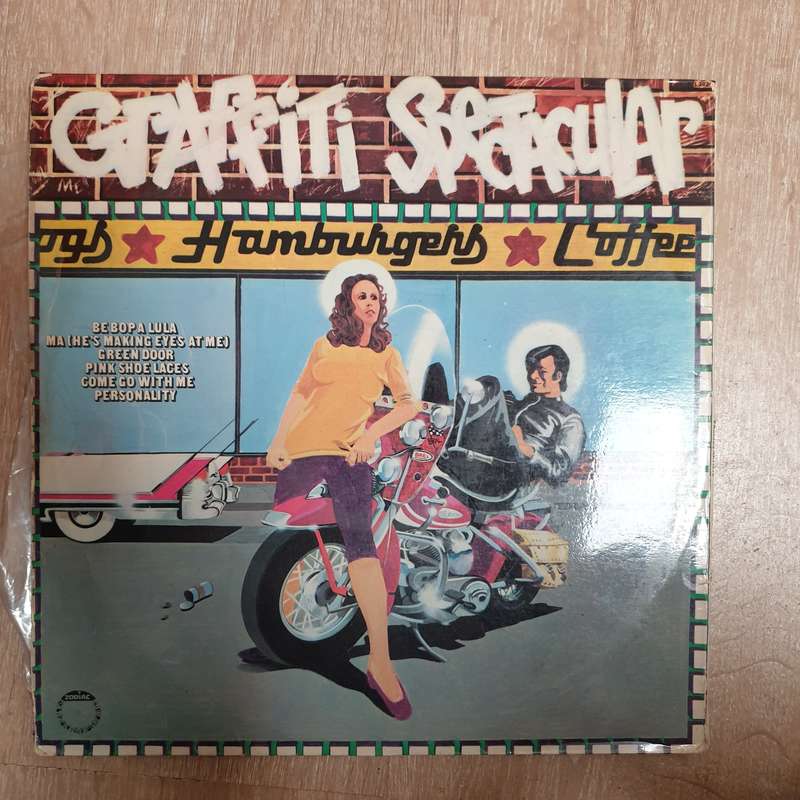 GRAFFITI SPECTACULAR
ogs ★ Hamburgers ★ Coffee
BE BOP A LULA
MA (HE'S MAKING EYES AT ME)
GREEN DOOR
PINK SHOE LACES
COME GO WITH ME
PERSONALITY
ZODIAC